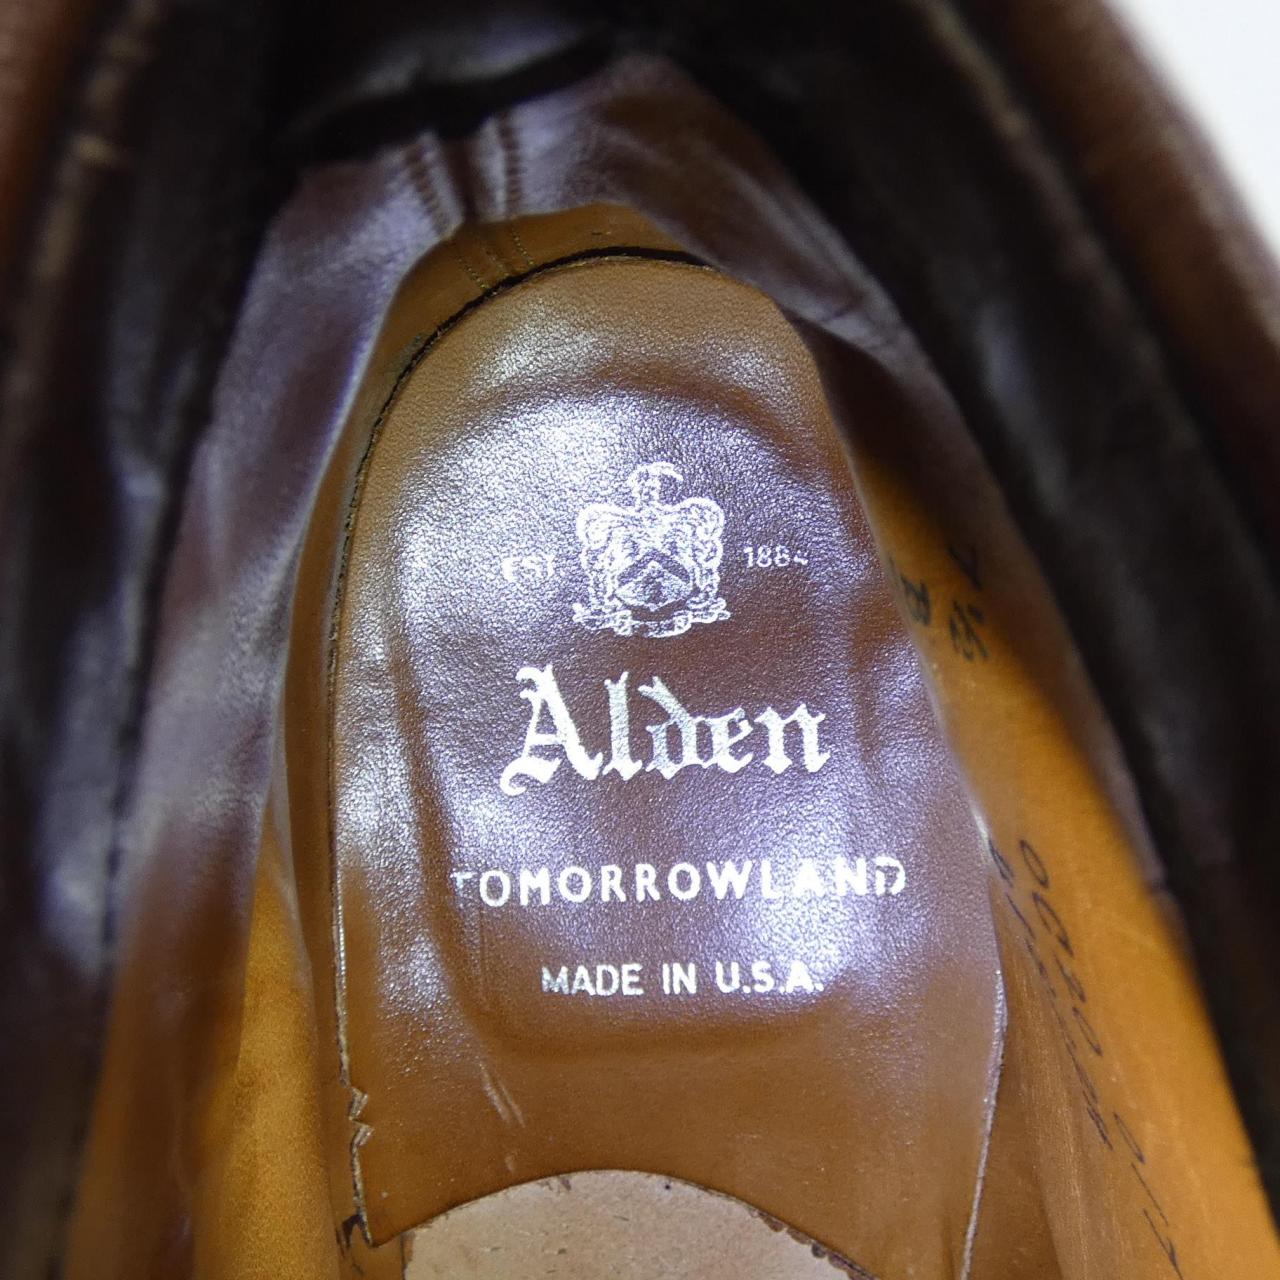 EST 1884
Alden
TOMORROWLAND
MADE IN U.S.A.